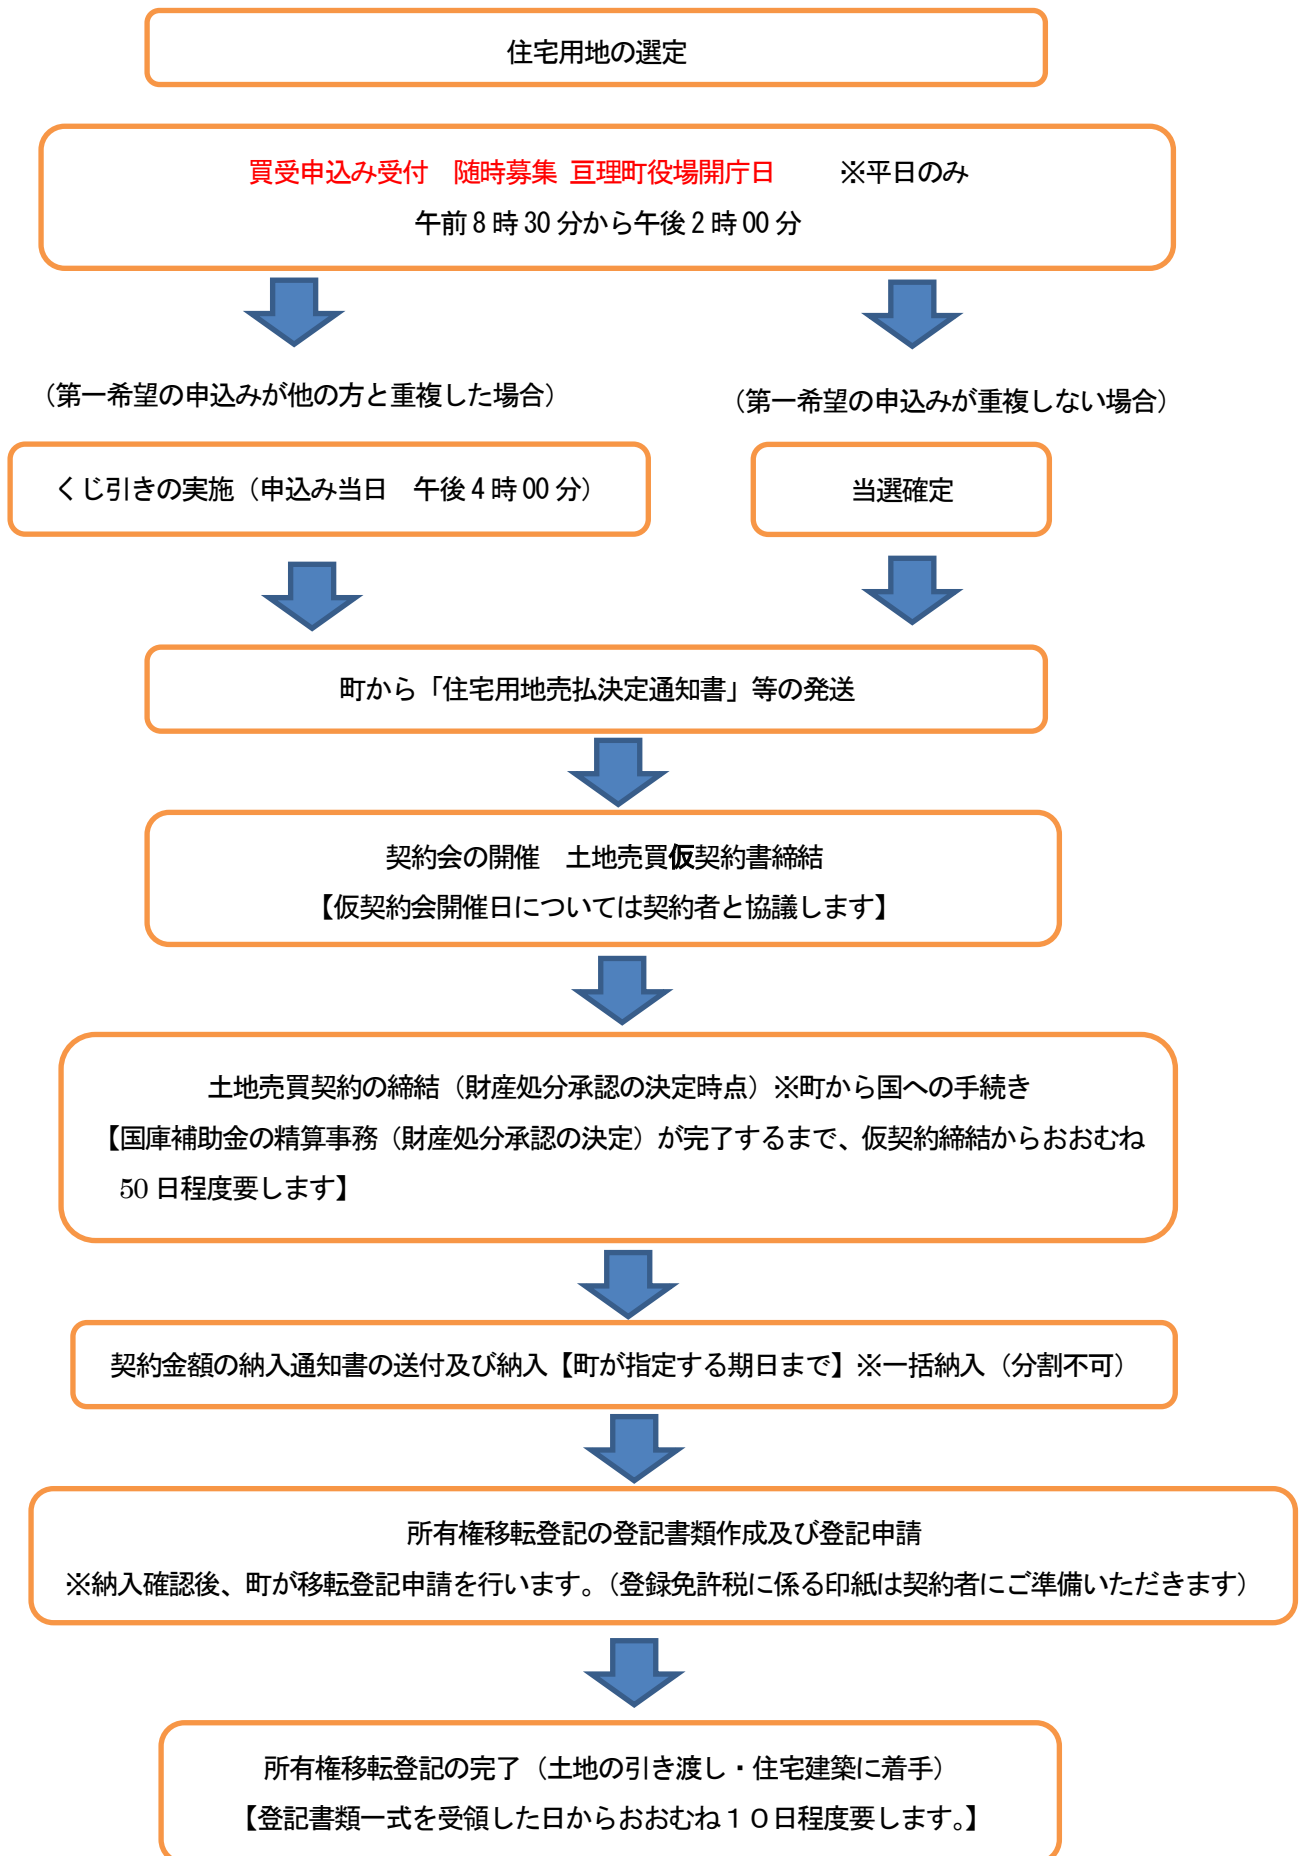 住宅用地の選定
買受申込み受付　随時募集 亘理町役場開庁日　　※平日のみ
午前 8 時 30 分から午後 2 時 00 分
（第一希望の申込みが他の方と重複した場合）
（第一希望の申込みが重複しない場合）
くじ引きの実施（申込み当日　午後 4 時 00 分）
当選確定
町から「住宅用地売払決定通知書」等の発送
契約会の開催　土地売買仮契約書締結
【仮契約会開催日については契約者と協議します】
土地売買契約の締結（財産処分承認の決定時点）※町から国への手続き
【国庫補助金の精算事務（財産処分承認の決定）が完了するまで、仮契約締結からおおむね
50 日程度要します】
契約金額の納入通知書の送付及び納入【町が指定する期日まで】※一括納入（分割不可）
所有権移転登記の登記書類作成及び登記申請
※納入確認後、町が移転登記申請を行います。（登録免許税に係る印紙は契約者にご準備いただきます）
所有権移転登記の完了（土地の引き渡し・住宅建築に着手）
【登記書類一式を受領した日からおおむね１０日程度要します。】